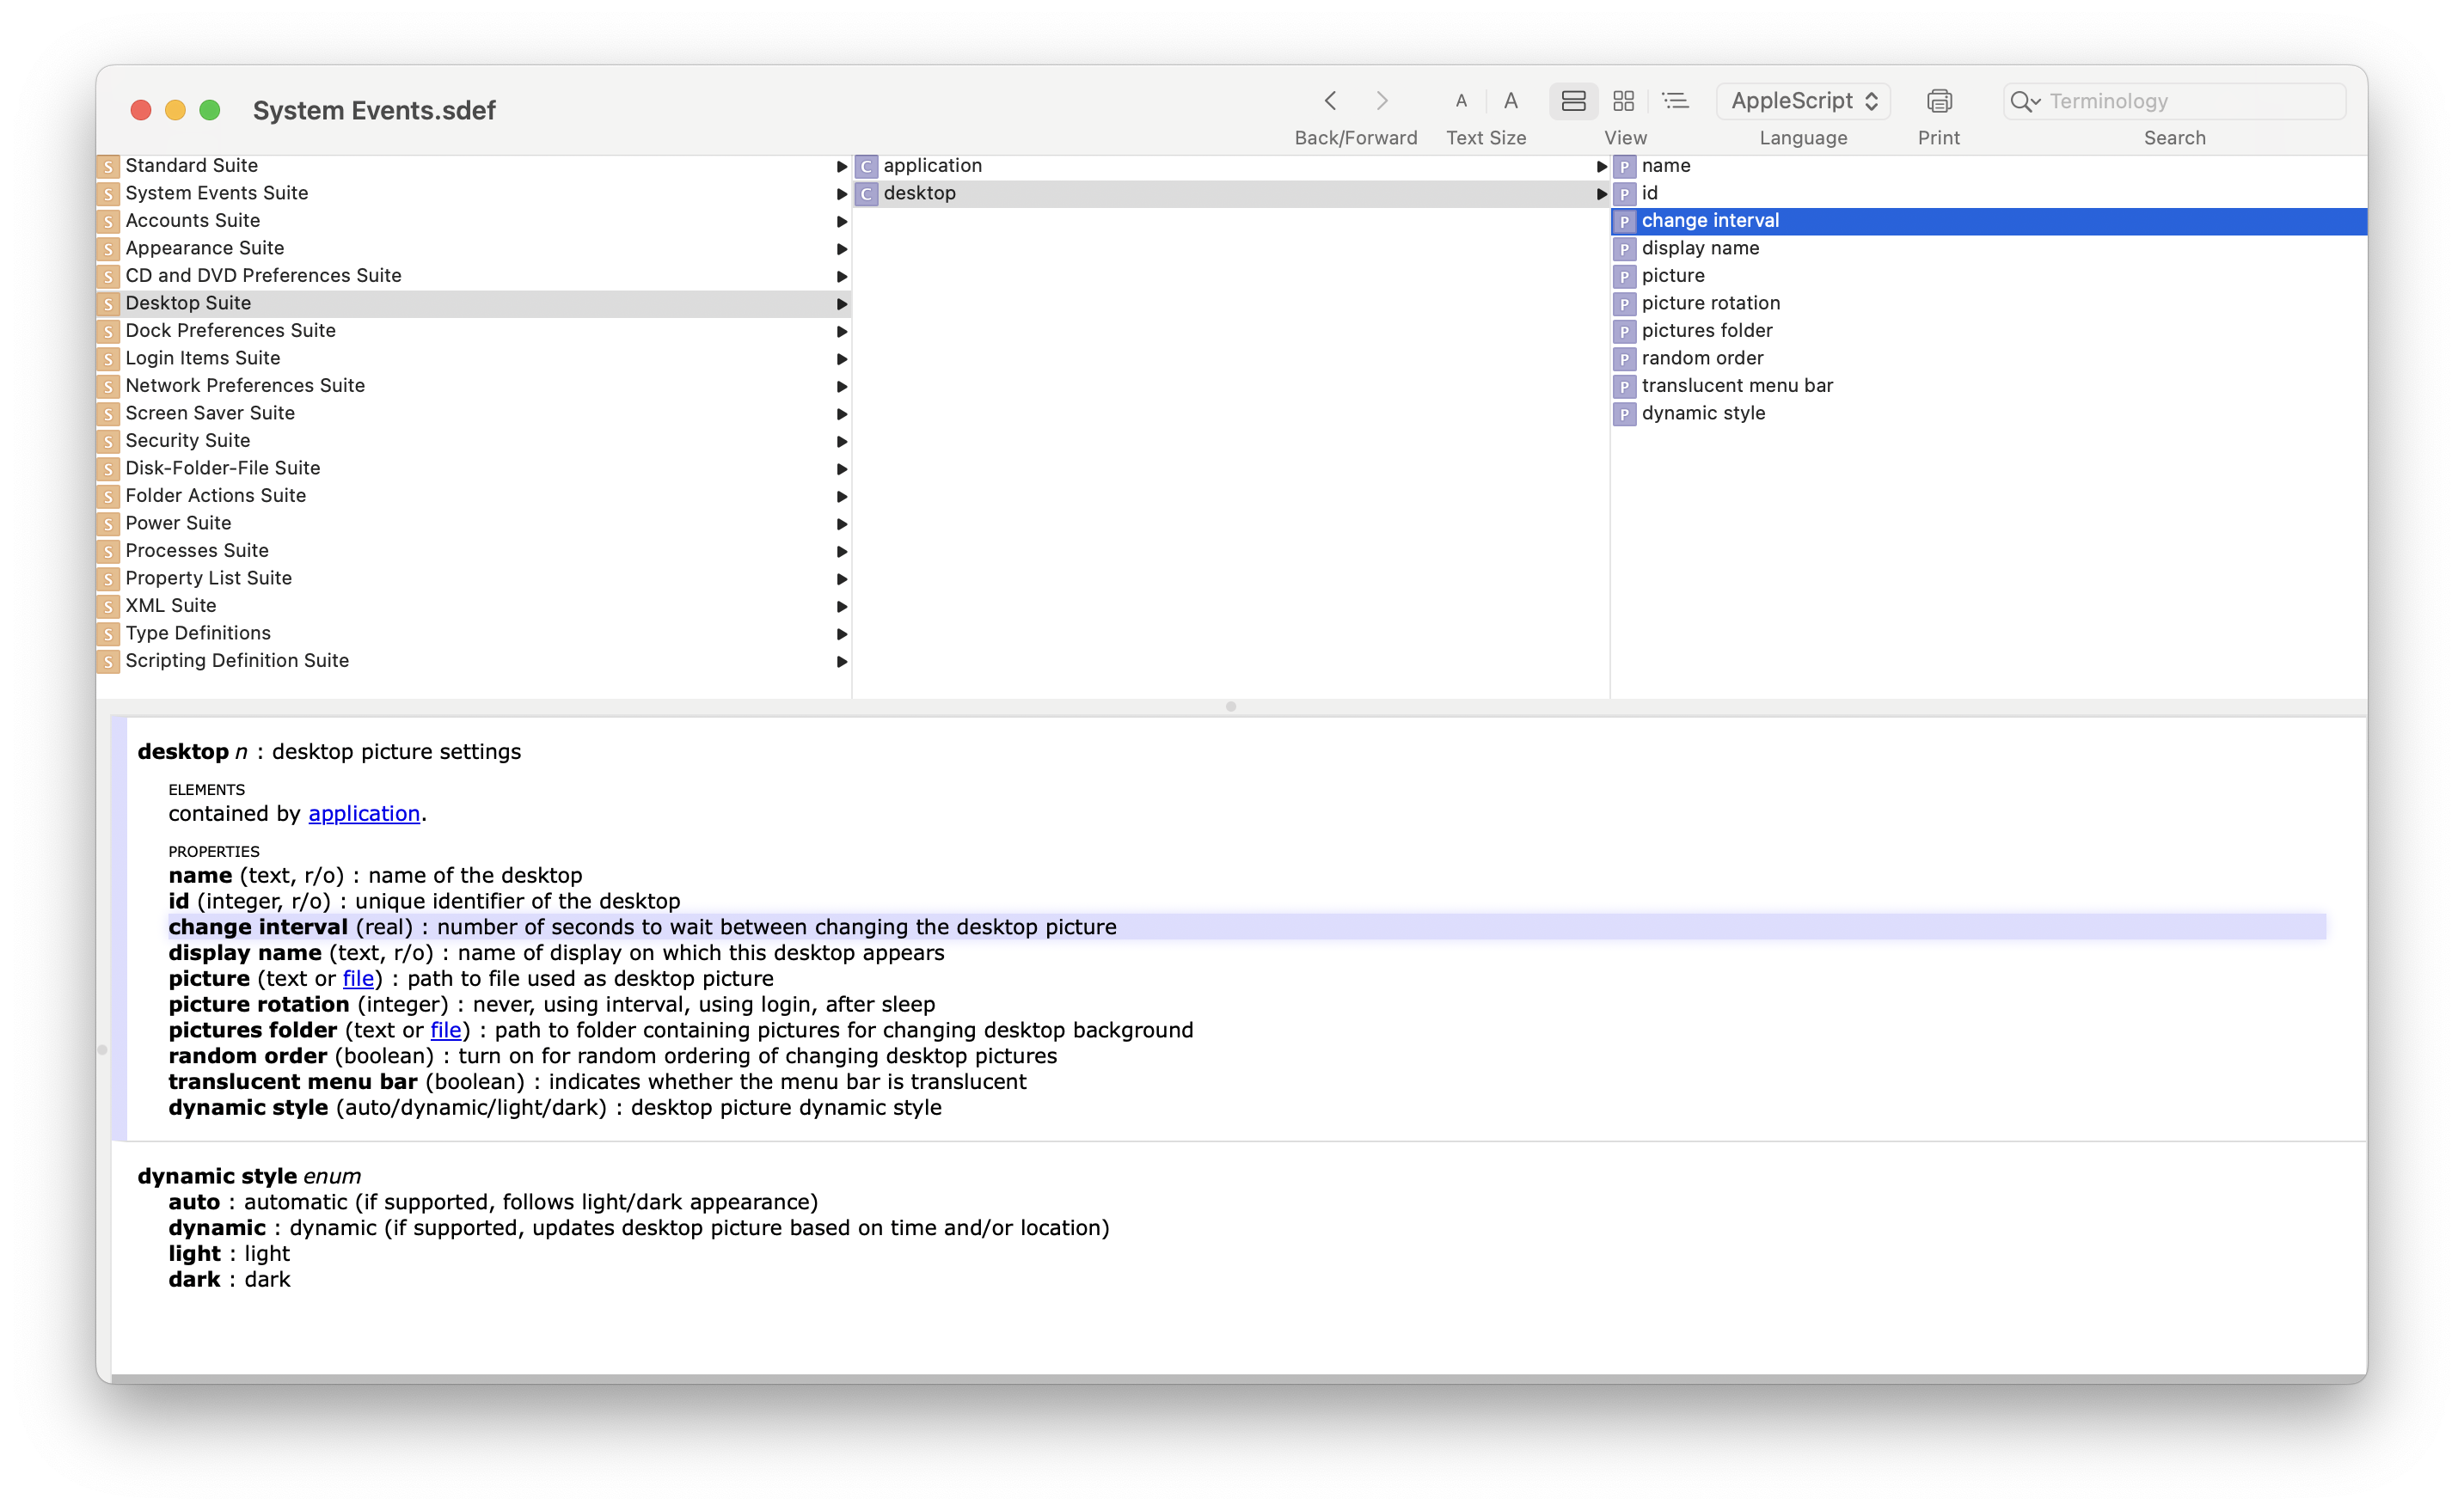 System Events.sdef
A A
AppleScript
Terminology
Back/Forward Text Size View Language Print Search
S Standard Suite
S System Events Suite
S Accounts Suite
S Appearance Suite
S CD and DVD Preferences Suite
S Desktop Suite
S Dock Preferences Suite
S Login Items Suite
S Network Preferences Suite
S Screen Saver Suite
S Security Suite
S Disk-Folder-File Suite
S Folder Actions Suite
S Power Suite
S Processes Suite
S Property List Suite
S XML Suite
S Type Definitions
S Scripting Definition Suite
C application
C desktop
P name
P id
P change interval
P display name
P picture
P picture rotation
P pictures folder
P random order
P translucent menu bar
P dynamic style
desktop n : desktop picture settings
ELEMENTS
contained by application.
PROPERTIES
name (text, r/o) : name of the desktop
id (integer, r/o) : unique identifier of the desktop
change interval (real) : number of seconds to wait between changing the desktop picture
display name (text, r/o) : name of display on which this desktop appears
picture (text or file) : path to file used as desktop picture
picture rotation (integer) : never, using interval, using login, after sleep
pictures folder (text or file) : path to folder containing pictures for changing desktop background
random order (boolean) : turn on for random ordering of changing desktop pictures
translucent menu bar (boolean) : indicates whether the menu bar is translucent
dynamic style (auto/dynamic/light/dark) : desktop picture dynamic style
dynamic style enum
auto : automatic (if supported, follows light/dark appearance)
dynamic : dynamic (if supported, updates desktop picture based on time and/or location)
light : light
dark : dark